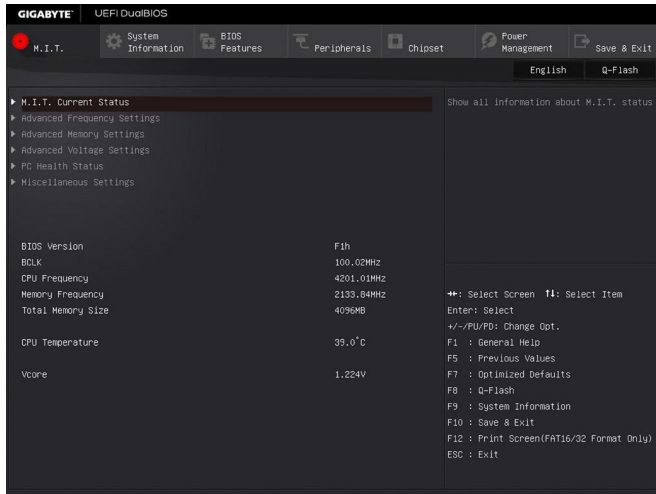 GIGABYTE™ UEFI DualBIOS
M.I.T. System Information BIOS Features Peripherals Chipset Power Management Save & Exit
English Q-Flash
M.I.T. Current Status
Advanced Frequency Settings
Advanced Memory Settings
Advanced Voltage Settings
PC Health Status
Miscellaneous Settings
Show all information about M.I.T. status
BIOS Version F1h
BCLK 100.02MHz
CPU Frequency 4201.01MHz
Memory Frequency 2133.84MHz
Total Memory Size 4096MB
CPU Temperature 39.0°C
Vcore 1.224V
→←: Select Screen ↑↓: Select Item
Enter: Select
+/-/PU/PD: Change Opt.
F1 : General Help
F5 : Previous Values
F7 : Optimized Defaults
F8 : Q-Flash
F9 : System Information
F10 : Save & Exit
F12 : Print Screen(FAT16/32 Format Only)
ESC : Exit